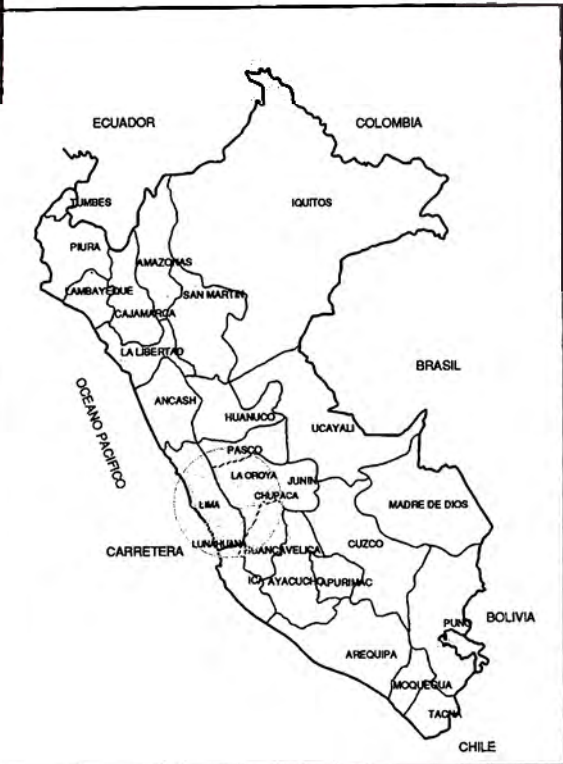 ECUADOR
COLOMBIA
TUMBES
IQUITOS
PIURA
AMAZONAS
LAMBAYEQUE
SAN MARTIN
CAJAMARCA
LA LIBERTAD
BRASIL
OCEANO PACIFICO
ANCASH
HUANUCO
UCAYALI
PASCO
LA OROYA
JUNIN
CHUPACA
LIMA
MADRE DE DIOS
LUNAHUANA
CARRETERA
HUANCAVELICA
CUZCO
ICA
AYACUCHO
APURIMAC
PUNO
BOLIVIA
AREQUIPA
MOQUEGUA
TACNA
CHILE